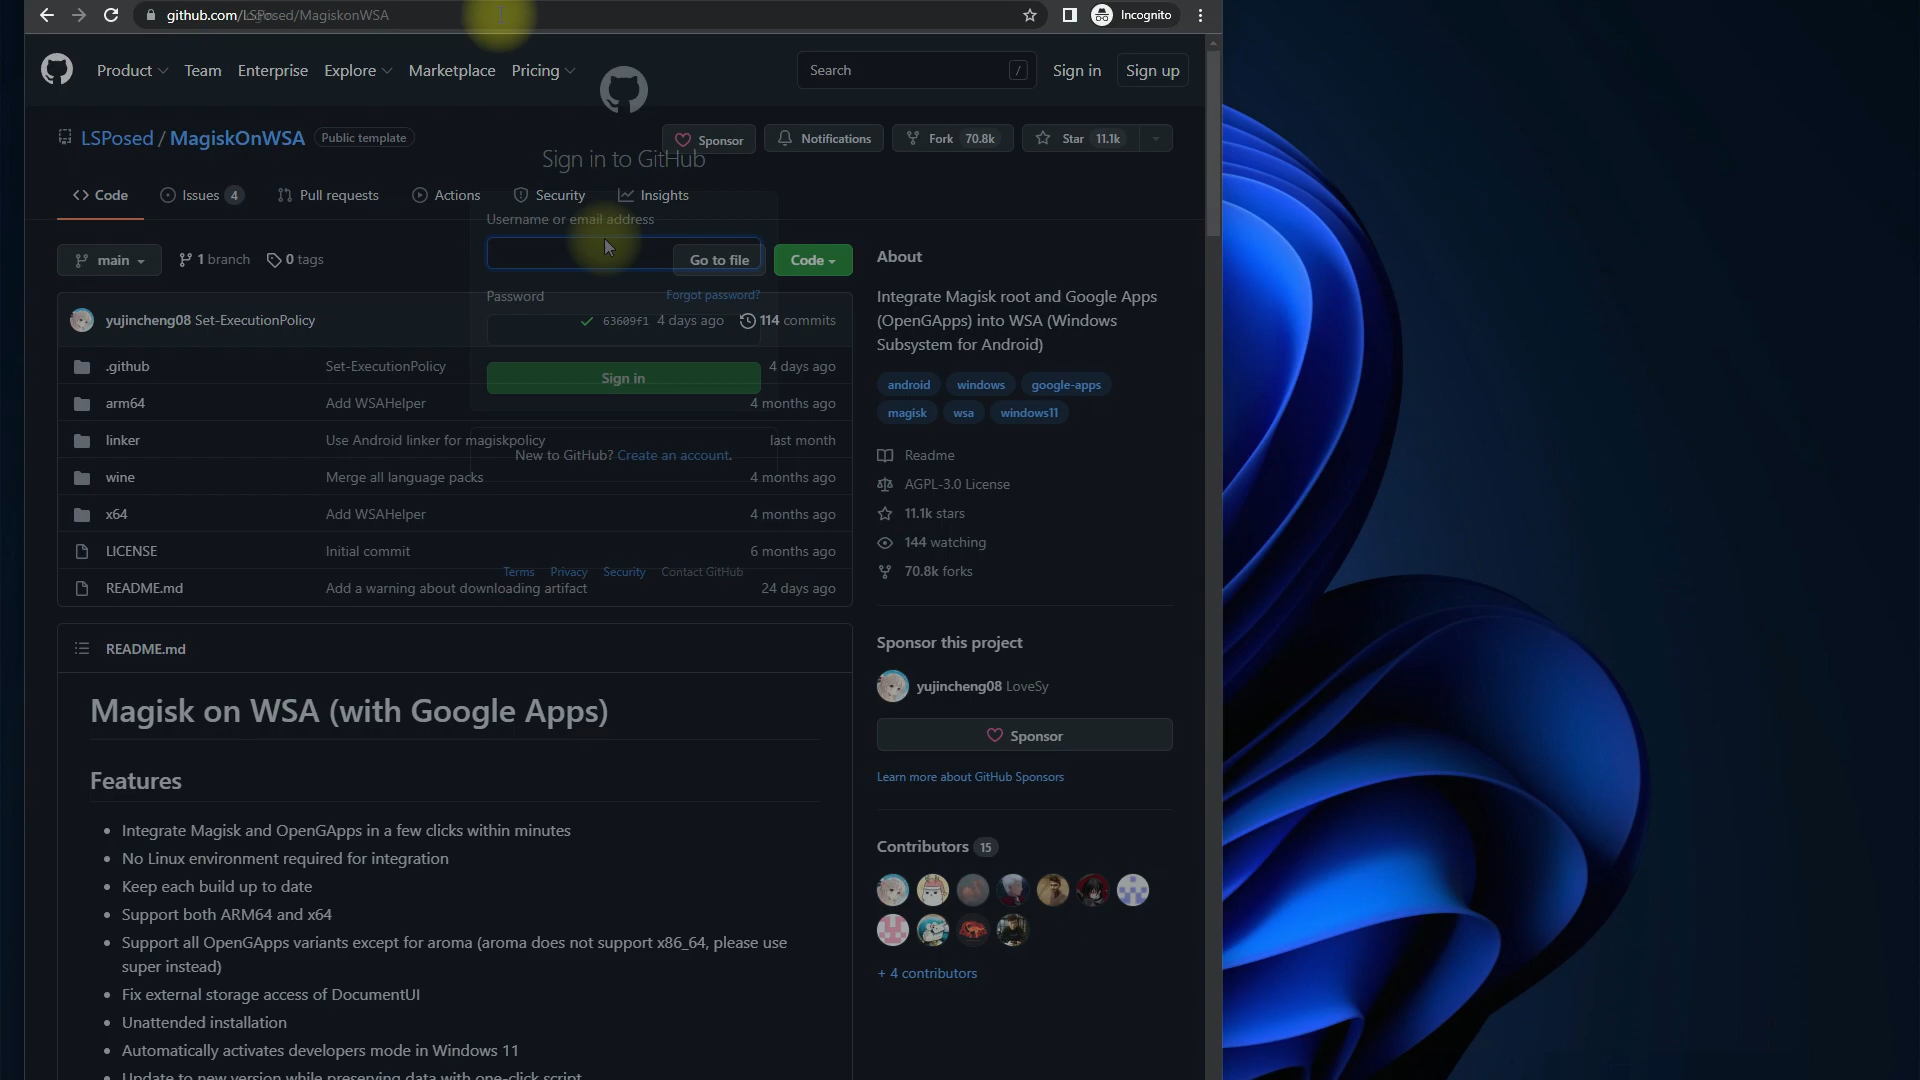 github.com/LSPosed/MagiskonWSA
Incognito
Product Team Enterprise Explore Marketplace Pricing
Search /
Sign in Sign up
LSPosed / MagiskOnWSA Public template
Sponsor Notifications Fork 70.8k Star 11.1k
Sign in to GitHub
Code Issues 4 Pull requests Actions Security Insights
Username or email address
main 1 branch 0 tags Go to file Code
Password Forgot password?
yujincheng08 Set-ExecutionPolicy 63609f1 4 days ago 114 commits
.github Set-ExecutionPolicy 4 days ago
Sign in
arm64 Add WSAHelper 4 months ago
linker Use Android linker for magiskpolicy last month
New to GitHub? Create an account.
wine Merge all language packs 4 months ago
x64 Add WSAHelper 4 months ago
LICENSE Initial commit 6 months ago
Terms Privacy Security Contact GitHub
README.md Add a warning about downloading artifact 24 days ago
README.md
Magisk on WSA (with Google Apps)
Features
Integrate Magisk and OpenGApps in a few clicks within minutes
No Linux environment required for integration
Keep each build up to date
Support both ARM64 and x64
Support all OpenGApps variants except for aroma (aroma does not support x86_64, please use
super instead)
Fix external storage access of DocumentUI
Unattended installation
Automatically activates developers mode in Windows 11
Update to new version while preserving data with one-click script
About
Integrate Magisk root and Google Apps
(OpenGApps) into WSA (Windows
Subsystem for Android)
android windows google-apps
magisk wsa windows11
Readme
AGPL-3.0 License
11.1k stars
144 watching
70.8k forks
Sponsor this project
yujincheng08 LoveSy
Sponsor
Learn more about GitHub Sponsors
Contributors 15
+ 4 contributors